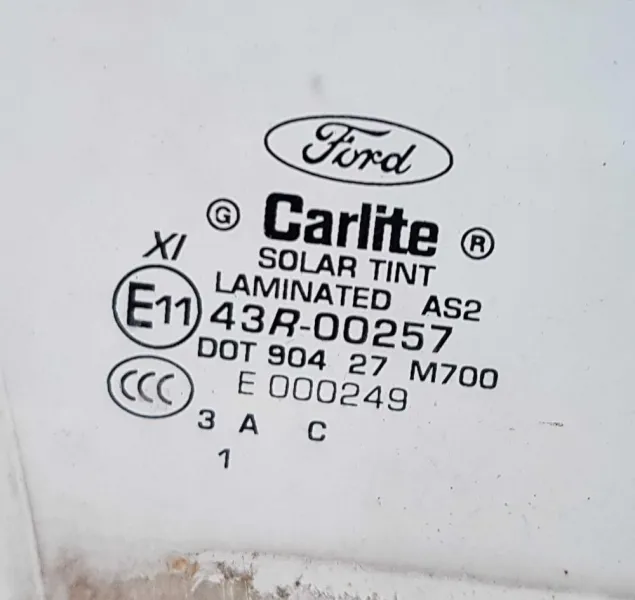 Ford
G Carlite ®
SOLAR TINT
XI LAMINATED AS2
E11 43R-00257
DOT 904 27 M700
CCC E 000249
3 A C
1